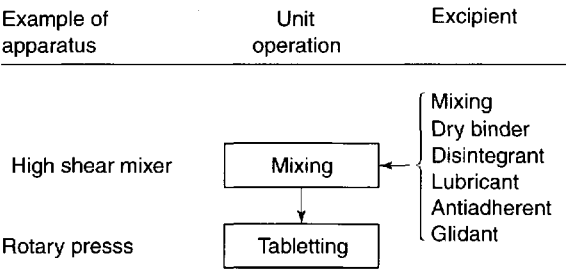 Example of apparatus
Unit operation
Excipient
High shear mixer
Mixing
Mixing
Dry binder
Disintegrant
Lubricant
Antiadherent
Glidant
Rotary presss
Tabletting